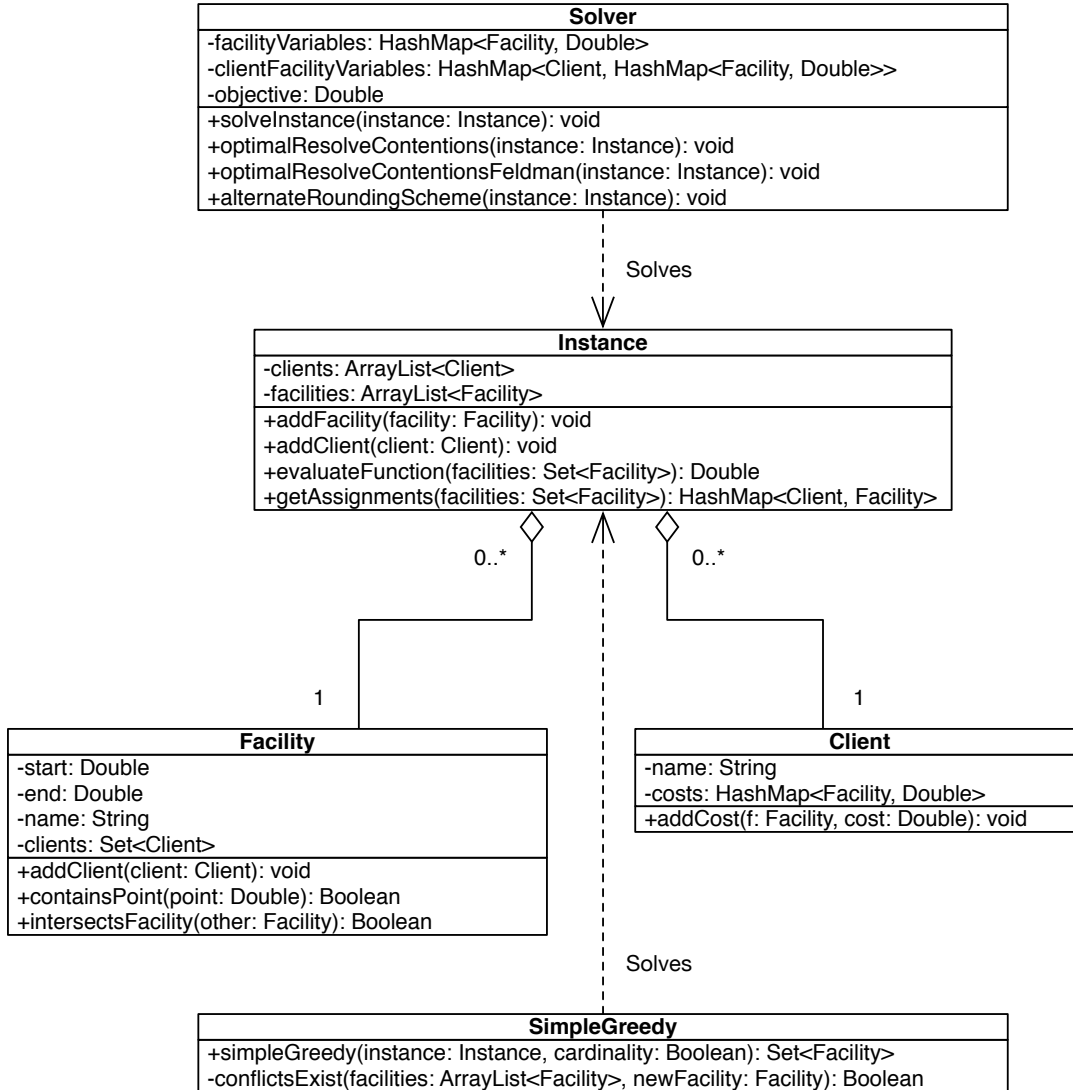 Solver
-facilityVariables: HashMap<Facility, Double>
-clientFacilityVariables: HashMap<Client, HashMap<Facility, Double>>
-objective: Double
+solveInstance(instance: Instance): void
+optimalResolveContentions(instance: Instance): void
+optimalResolveContentionsFeldman(instance: Instance): void
+alternateRoundingScheme(instance: Instance): void
Solves
Instance
-clients: ArrayList<Client>
-facilities: ArrayList<Facility>
+addFacility(facility: Facility): void
+addClient(client: Client): void
+evaluateFunction(facilities: Set<Facility>): Double
+getAssignments(facilities: Set<Facility>): HashMap<Client, Facility>
0..*
0..*
1
1
Facility
-start: Double
-end: Double
-name: String
-clients: Set<Client>
+addClient(client: Client): void
+containsPoint(point: Double): Boolean
+intersectsFacility(other: Facility): Boolean
Client
-name: String
-costs: HashMap<Facility, Double>
+addCost(f: Facility, cost: Double): void
Solves
SimpleGreedy
+simpleGreedy(instance: Instance, cardinality: Boolean): Set<Facility>
-conflictsExist(facilities: ArrayList<Facility>, newFacility: Facility): Boolean